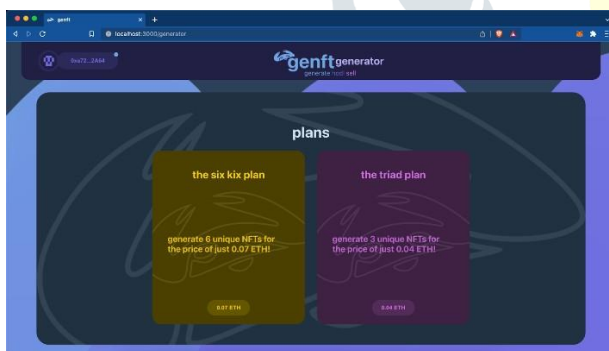 genft
localhost:3000/generator
genft generator
generate host sell
plans
the six kix plan
generate 6 unique NFTs for
the price of just 0.07 ETH!
0.07 ETH
the triad plan
generate 3 unique NFTs for
the price of just 0.04 ETH!
0.04 ETH